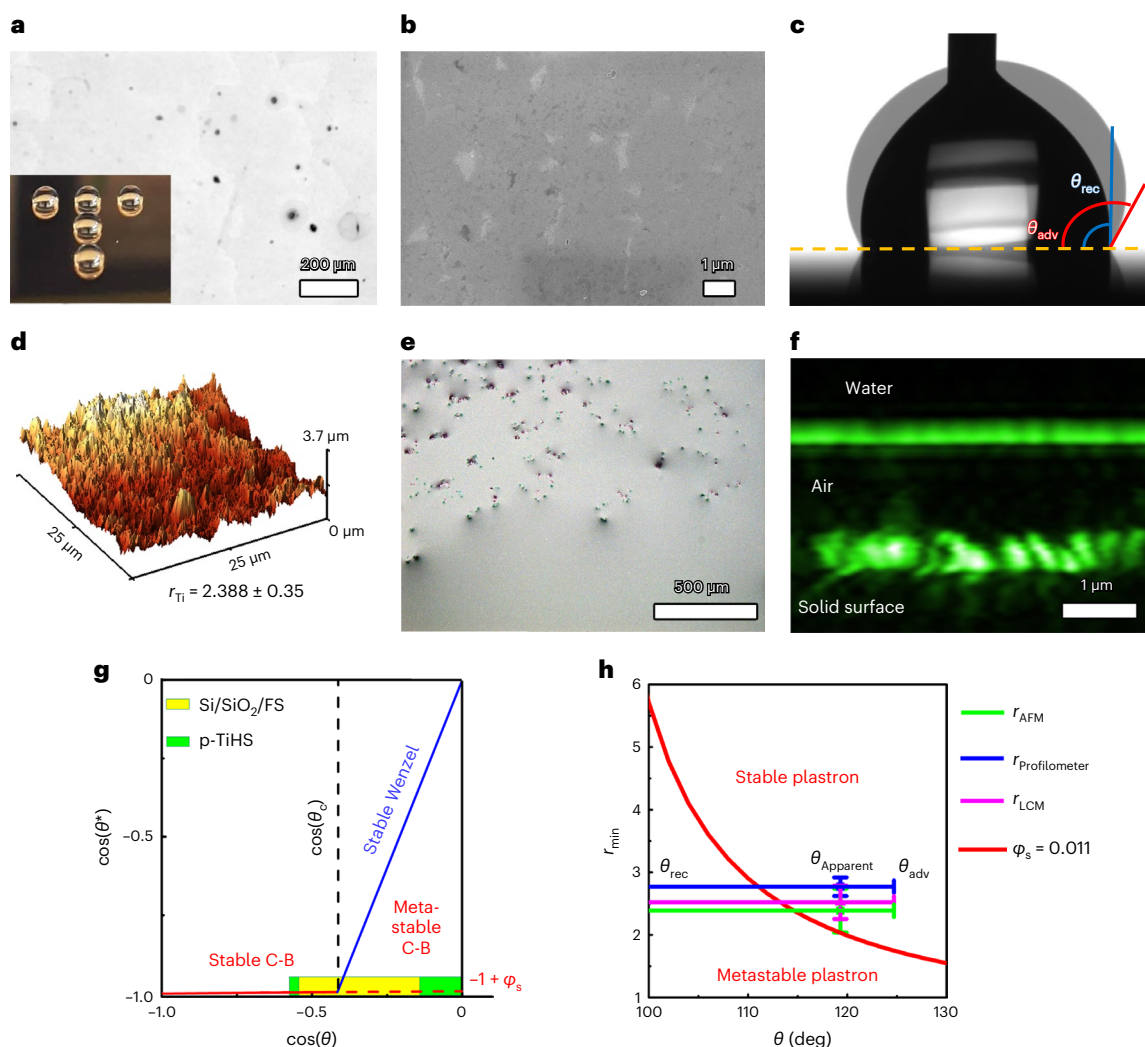 a
b
c
200 µm
1 µm
θrec
θadv
d
e
f
3.7 µm
0 µm
25 µm
25 µm
rTi = 2.388 ± 0.35
500 µm
Water
Air
1 µm
Solid surface
g
h
0
−0.5
−1.0
cos(θ*)
Si/SiO2/FS
p-TiHS
cos(θc)
Stable Wenzel
Stable C-B
Meta-
stable
C-B
−1 + φs
-1.0
-0.5
0
cos(θ)
6
5
4
3
2
1
rmin
Stable plastron
θrec
θApparent
θadv
Metastable plastron
100
110
120
130
θ (deg)
rAFM
rProfilometer
rLCM
φs = 0.011